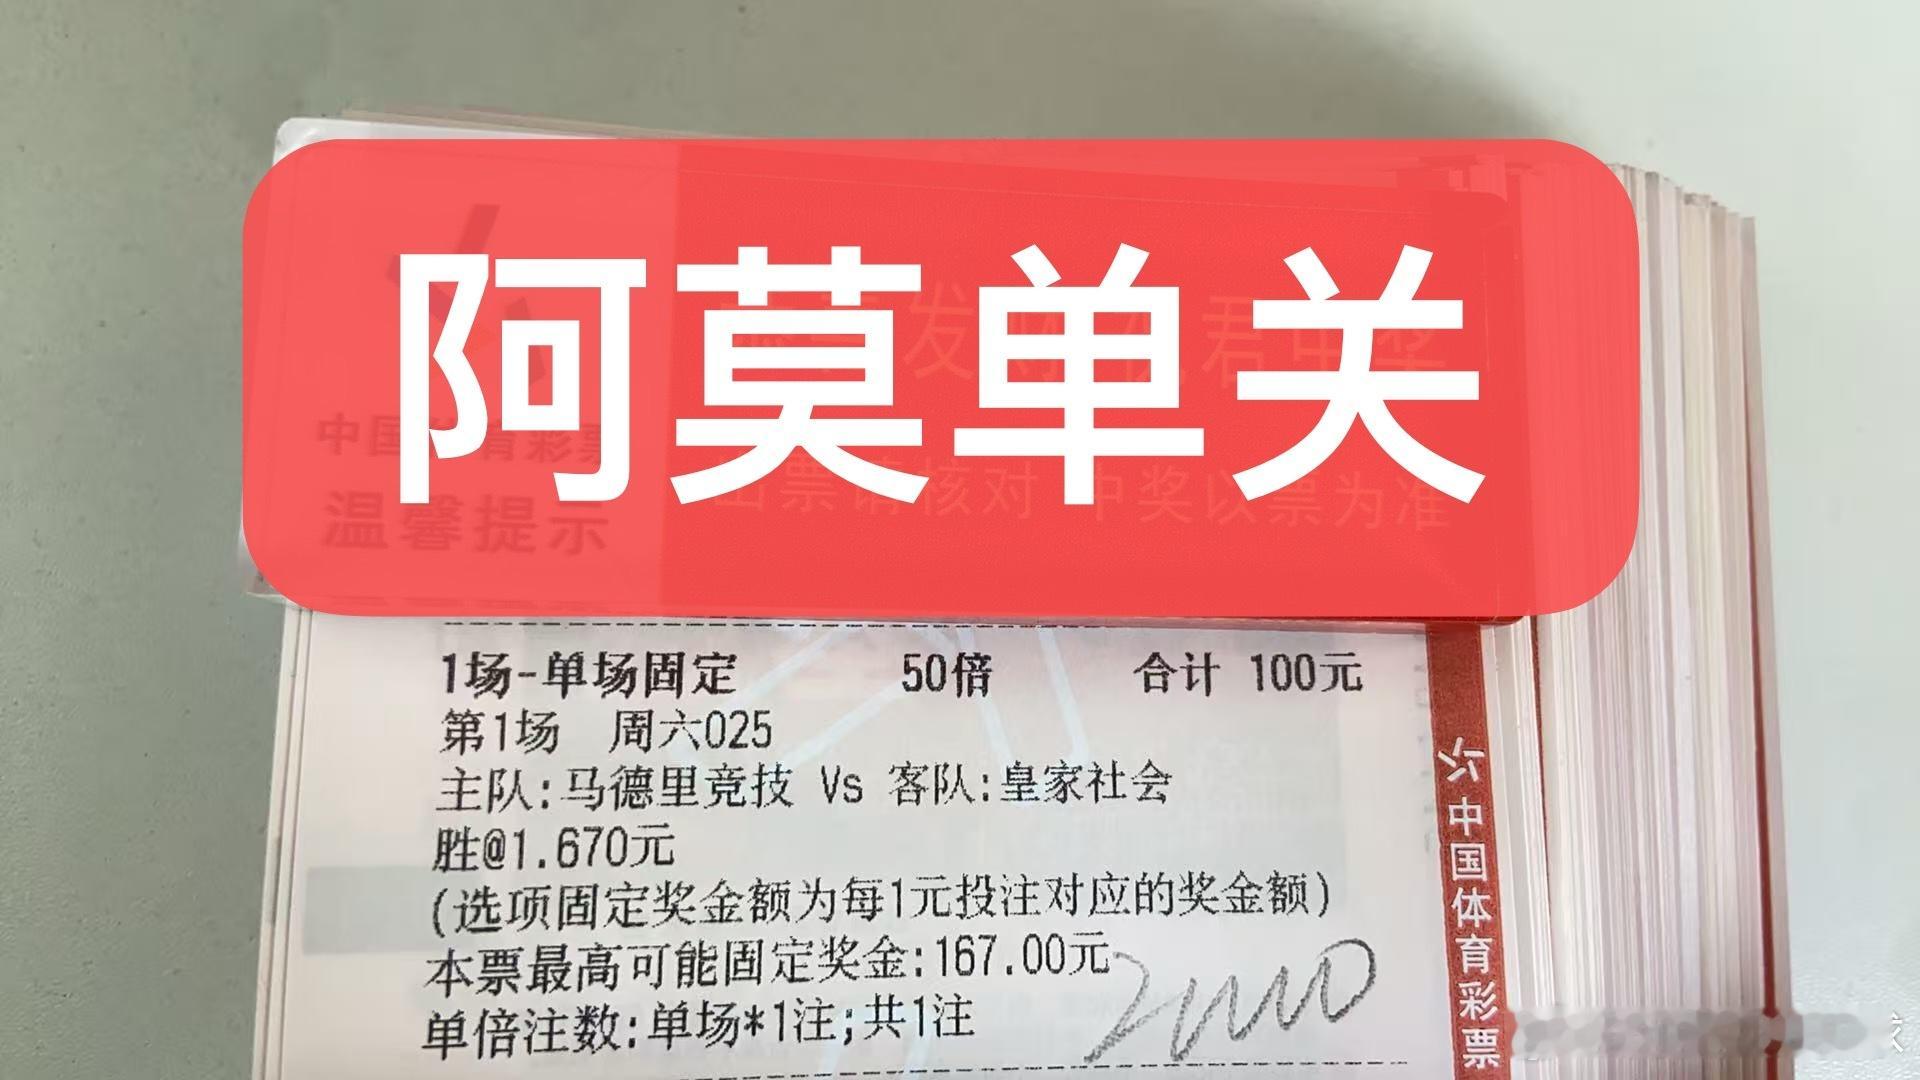 阿莫单关
中国体育彩票
温馨提示
出票请核对 中奖以票为准
1场-单场固定 50倍 合计 100元
第1场 周六025
主队:马德里竞技 Vs 客队:皇家社会
胜@1.670元
(选项固定奖金额为每1元投注对应的奖金额)
本票最高可能固定奖金:167.00元
单倍注数:单场*1注;共1注
中国体育彩票